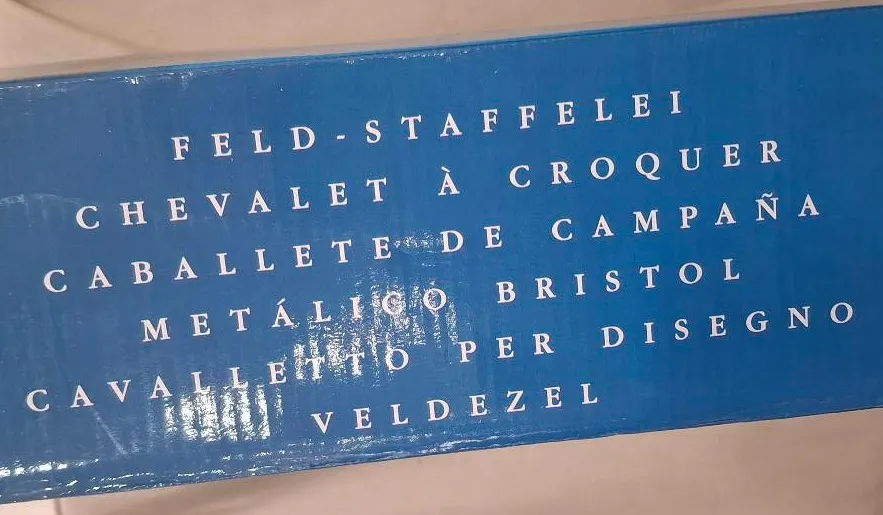 FELD-STAFFELEI
CHEVALET À CROQUER
CABALLETE DE CAMPAÑA
METÁLICO BRISTOL
CAVALLETTO PER DISEGNO
VELDEZEL